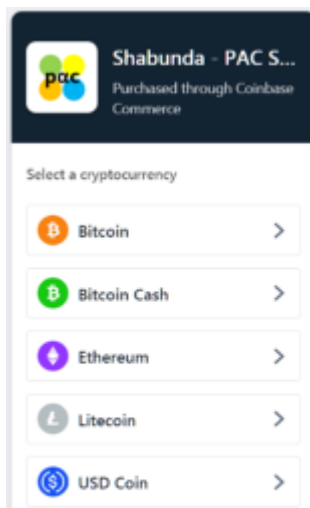 pac
Shabunda - PAC S...
Purchased through Coinbase
Commerce
Select a cryptocurrency
Bitcoin
Bitcoin Cash
Ethereum
Litecoin
USD Coin